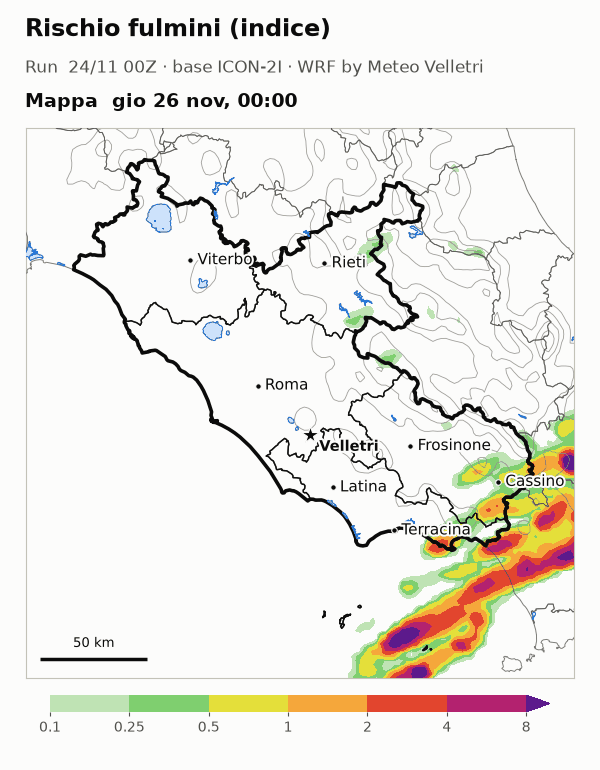 Rischio fulmini (indice)
Run  24/11 00Z · base ICON-2I · WRF by Meteo Velletri
Mappa  gio 26 nov, 00:00
Viterbo
Rieti
Roma
Velletri
Frosinone
Latina
Cassino
Terracina
50 km
0.1 0.25 0.5 1 2 4 8